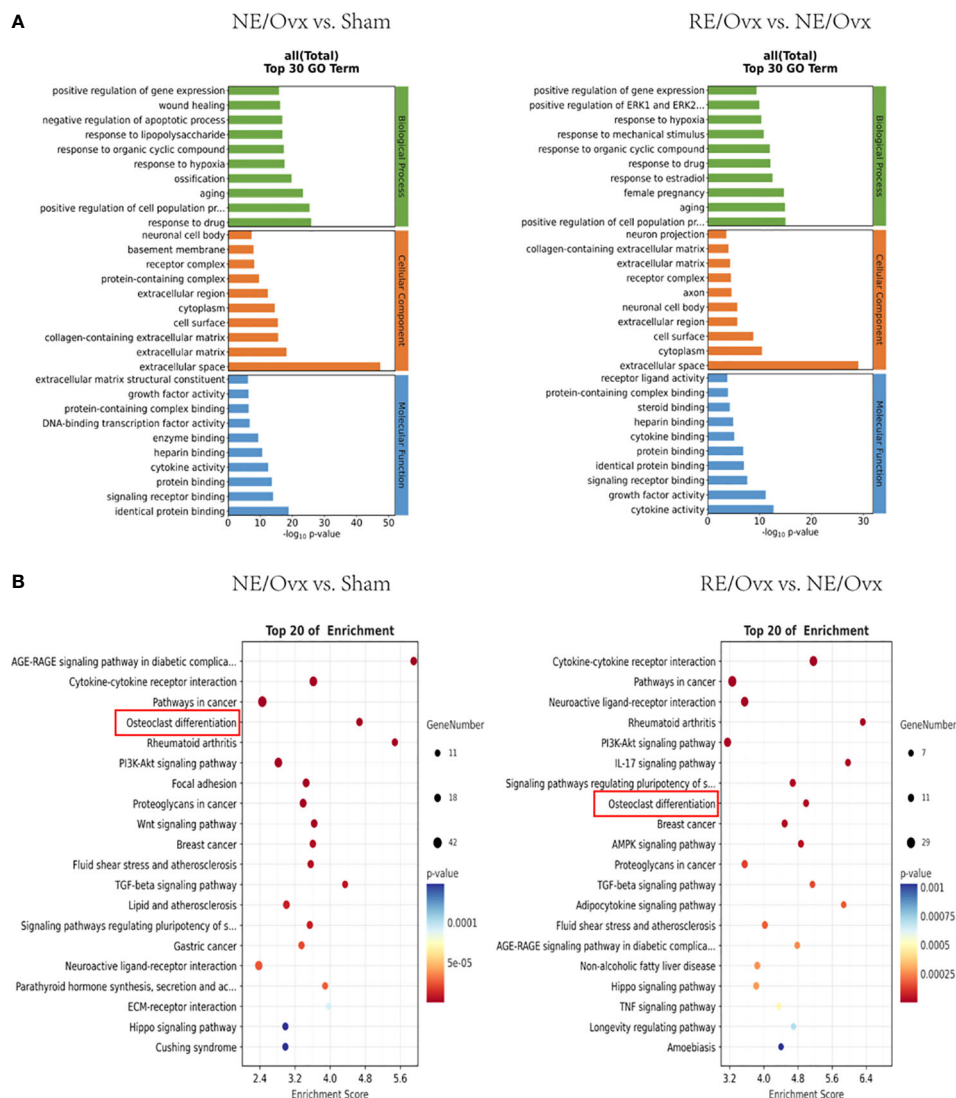 A
NE/Ovx vs. Sham
all(Total)
Top 30 GO Term
positive regulation of gene expression
wound healing
negative regulation of apoptotic process
response to lipopolysaccharide
response to organic cyclic compound
response to hypoxia
ossification
aging
positive regulation of cell population pr...
response to drug
Biological Process
neuronal cell body
basement membrane
receptor complex
protein-containing complex
extracellular region
cytoplasm
cell surface
collagen-containing extracellular matrix
extracellular matrix
extracellular space
Cellular Component
extracellular matrix structural constituent
growth factor activity
protein-containing complex binding
DNA-binding transcription factor activity
enzyme binding
heparin binding
cytokine activity
protein binding
signaling receptor binding
identical protein binding
Molecular Function
0 10 20 30 40 50
-log10 p-value
RE/Ovx vs. NE/Ovx
all(Total)
Top 30 GO Term
positive regulation of gene expression
positive regulation of ERK1 and ERK2...
response to hypoxia
response to mechanical stimulus
response to organic cyclic compound
response to drug
response to estradiol
female pregnancy
aging
positive regulation of cell population pr...
Biological Process
neuron projection
collagen-containing extracellular matrix
extracellular matrix
receptor complex
axon
neuronal cell body
extracellular region
cell surface
cytoplasm
extracellular space
Cellular Component
receptor ligand activity
protein-containing complex binding
steroid binding
heparin binding
cytokine binding
protein binding
identical protein binding
signaling receptor binding
growth factor activity
cytokine activity
Molecular Function
0 10 20 30
-log10 p-value
B
NE/Ovx vs. Sham
Top 20 of Enrichment
AGE-RAGE signaling pathway in diabetic complica...
Cytokine-cytokine receptor interaction
Pathways in cancer
Osteoclast differentiation
Rheumatoid arthritis
PI3K-Akt signaling pathway
Focal adhesion
Proteoglycans in cancer
Wnt signaling pathway
Breast cancer
Fluid shear stress and atherosclerosis
TGF-beta signaling pathway
Lipid and atherosclerosis
Signaling pathways regulating pluripotency of s...
Gastric cancer
Neuroactive ligand-receptor interaction
Parathyroid hormone synthesis, secretion and ac...
ECM-receptor interaction
Hippo signaling pathway
Cushing syndrome
2.4 3.2 4.0 4.8 5.6
Enrichment Score
GeneNumber
11
18
42
p-value
0.0001
5e-05
RE/Ovx vs. NE/Ovx
Top 20 of Enrichment
Cytokine-cytokine receptor interaction
Pathways in cancer
Neuroactive ligand-receptor interaction
Rheumatoid arthritis
PI3K-Akt signaling pathway
IL-17 signaling pathway
Signaling pathways regulating pluripotency of s...
Osteoclast differentiation
Breast cancer
AMPK signaling pathway
Proteoglycans in cancer
TGF-beta signaling pathway
Adipocytokine signaling pathway
Fluid shear stress and atherosclerosis
AGE-RAGE signaling pathway in diabetic complica...
Non-alcoholic fatty liver disease
Hippo signaling pathway
TNF signaling pathway
Longevity regulating pathway
Amoebiasis
3.2 4.0 4.8 5.6 6.4
Enrichment Score
GeneNumber
7
11
29
p-value
0.001
0.00075
0.0005
0.00025